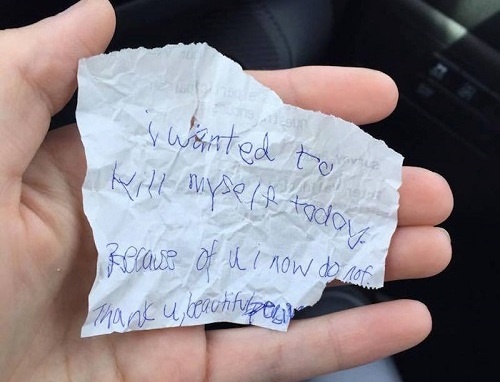 i wanted to
kill myself today.
Because of u i now do not
Thank u, beautiful